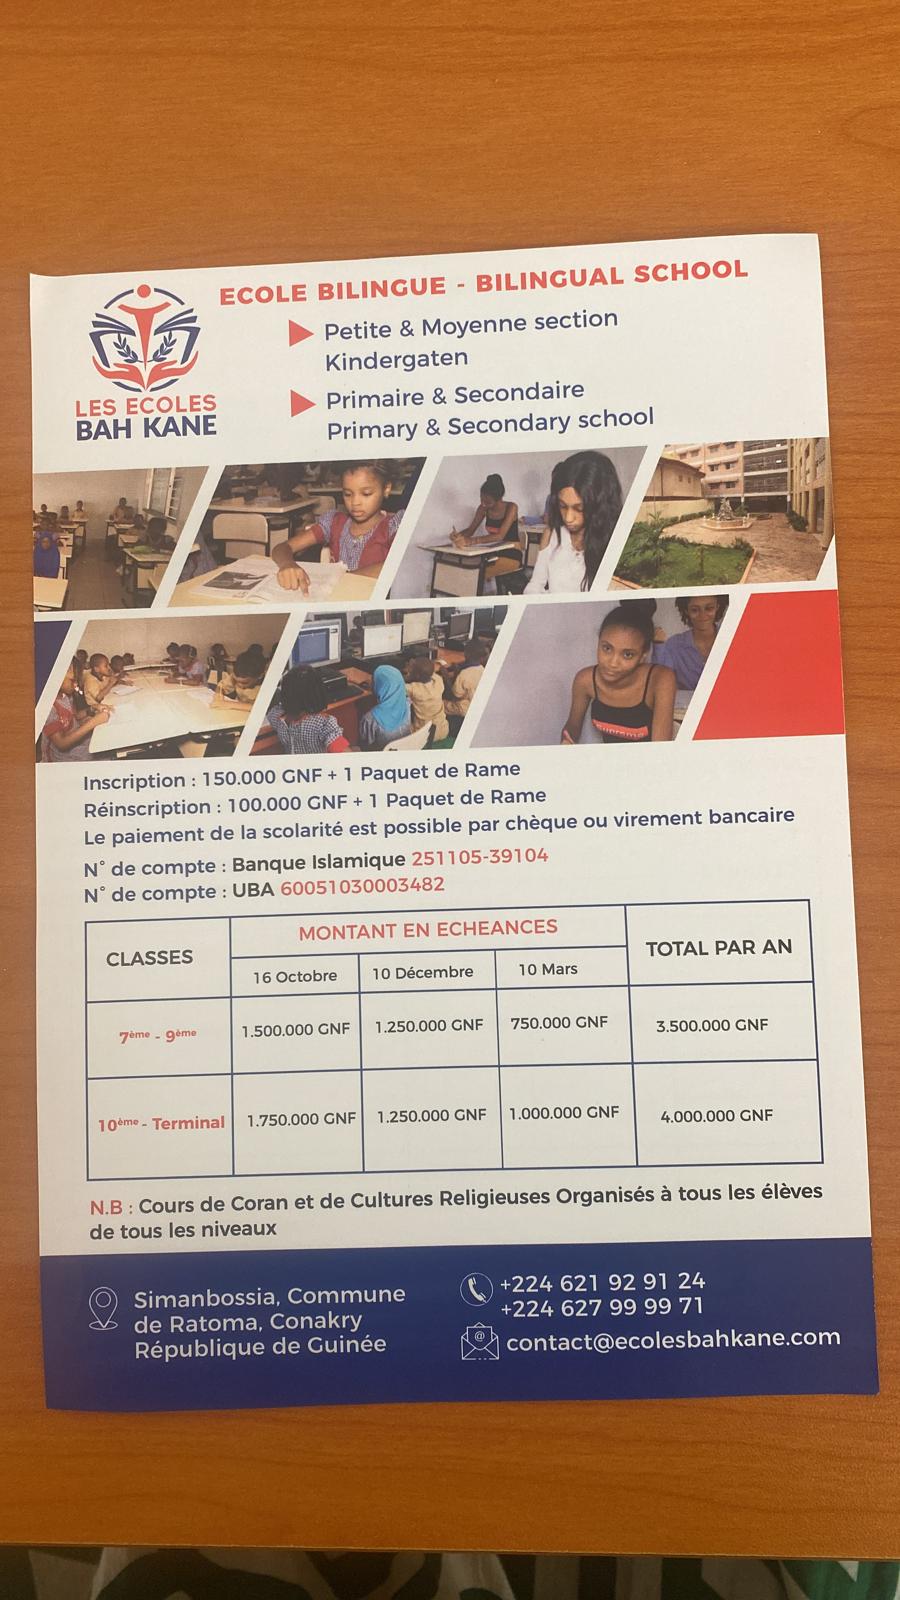 ECOLE BILINGUE - BILINGUAL SCHOOL
Petite & Moyenne section
Kindergaten
Primaire & Secondaire
Primary & Secondary school
LES ECOLES
BAH KANE
Inscription : 150.000 GNF + 1 Paquet de Rame
Réinscription : 100.000 GNF + 1 Paquet de Rame
Le paiement de la scolarité est possible par chèque ou virement bancaire
N° de compte : Banque Islamique 251105-39104
N° de compte : UBA 60051030003482
CLASSES
MONTANT EN ECHEANCES
TOTAL PAR AN
16 Octobre 10 Décembre 10 Mars
7ème - 9ème 1.500.000 GNF 1.250.000 GNF 750.000 GNF 3.500.000 GNF
10ème - Terminal 1.750.000 GNF 1.250.000 GNF 1.000.000 GNF 4.000.000 GNF
N.B : Cours de Coran et de Cultures Religieuses Organisés à tous les élèves
de tous les niveaux
Simanbossia, Commune
de Ratoma, Conakry
République de Guinée
+224 621 92 91 24
+224 627 99 99 71
@
contact@ecolesbahkane.com